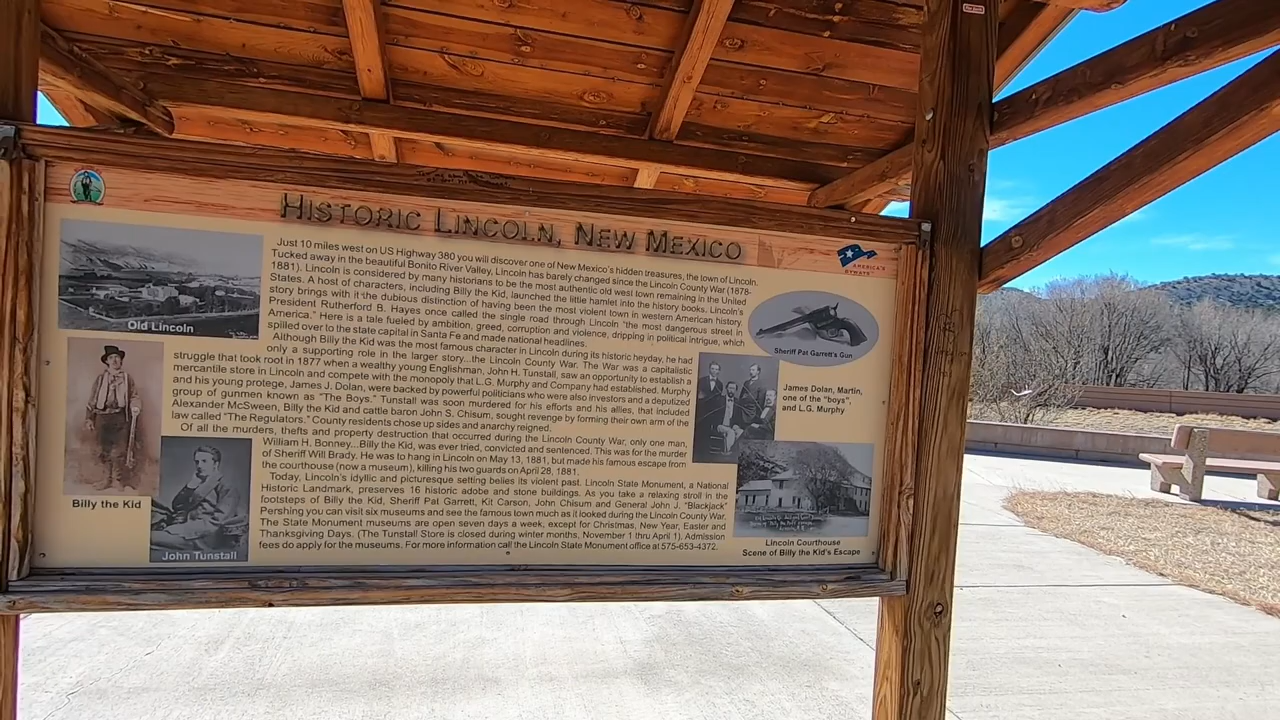 HISTORIC LINCOLN, NEW MEXICO
AMERICA'S
BYWAYS
Just 10 miles west on US Highway 380 you will discover one of New Mexico's hidden treasures, the town of Lincoln.
Tucked away in the beautiful Bonito River Valley, Lincoln has barely changed since the Lincoln County War (1878-
1881). Lincoln is considered by many historians to be the most authentic old west town remaining in the United
States. A host of characters, including Billy the Kid, launched the little hamlet into the history books. Lincoln's
story brings with it the dubious distinction of having been the most violent town in western American history.
President Rutherford B. Hayes once called the single road through Lincoln "the most dangerous street in
America." Here is a tale fueled by ambition, greed, corruption and violence, dripping in political intrigue, which
spilled over to the state capital in Santa Fe and made national headlines.
Although Billy the Kid was the most famous character in Lincoln during its historic heyday, he had
only a supporting role in the larger story...the Lincoln County War. The War was a capitalistic
struggle that took root in 1877 when a wealthy young Englishman, John H. Tunstall, saw an opportunity to establish a
mercantile store in Lincoln and compete with the monopoly that L.G. Murphy and Company had established. Murphy
and his young protege, James J. Dolan, were backed by powerful politicians who were also investors and a deputized
group of gunmen known as "The Boys." Tunstall was soon murdered for his efforts and his allies, that included
Alexander McSween, Billy the Kid and cattle baron John S. Chisum, sought revenge by forming their own arm of the
law called "The Regulators." County residents chose up sides and anarchy reigned.
Of all the murders, thefts and property destruction that occurred during the Lincoln County War, only one man,
William H. Bonney...Billy the Kid, was ever tried, convicted and sentenced. This was for the murder
of Sheriff Will Brady. He was to hang in Lincoln on May 13, 1881, but made his famous escape from
the courthouse (now a museum), killing his two guards on April 28, 1881.
Today, Lincoln's idyllic and picturesque setting belies its violent past. Lincoln State Monument, a National
Historic Landmark, preserves 16 historic adobe and stone buildings. As you take a relaxing stroll in the
footsteps of Billy the Kid, Sheriff Pat Garrett, Kit Carson, John Chisum and General John J. "Blackjack"
Pershing you can visit six museums and see the famous town much as it looked during the Lincoln County War.
The State Monument museums are open seven days a week, except for Christmas, New Year, Easter and
Thanksgiving Days. (The Tunstall Store is closed during winter months, November 1 thru April 1). Admission
fees do apply for the museums. For more information call the Lincoln State Monument office at 575-653-4372.
Old Lincoln
Billy the Kid
John Tunstall
Sheriff Pat Garrett's Gun
James Dolan, Martin,
one of the "boys",
and L.G. Murphy
Lincoln Courthouse
Scene of Billy the Kid's Escape